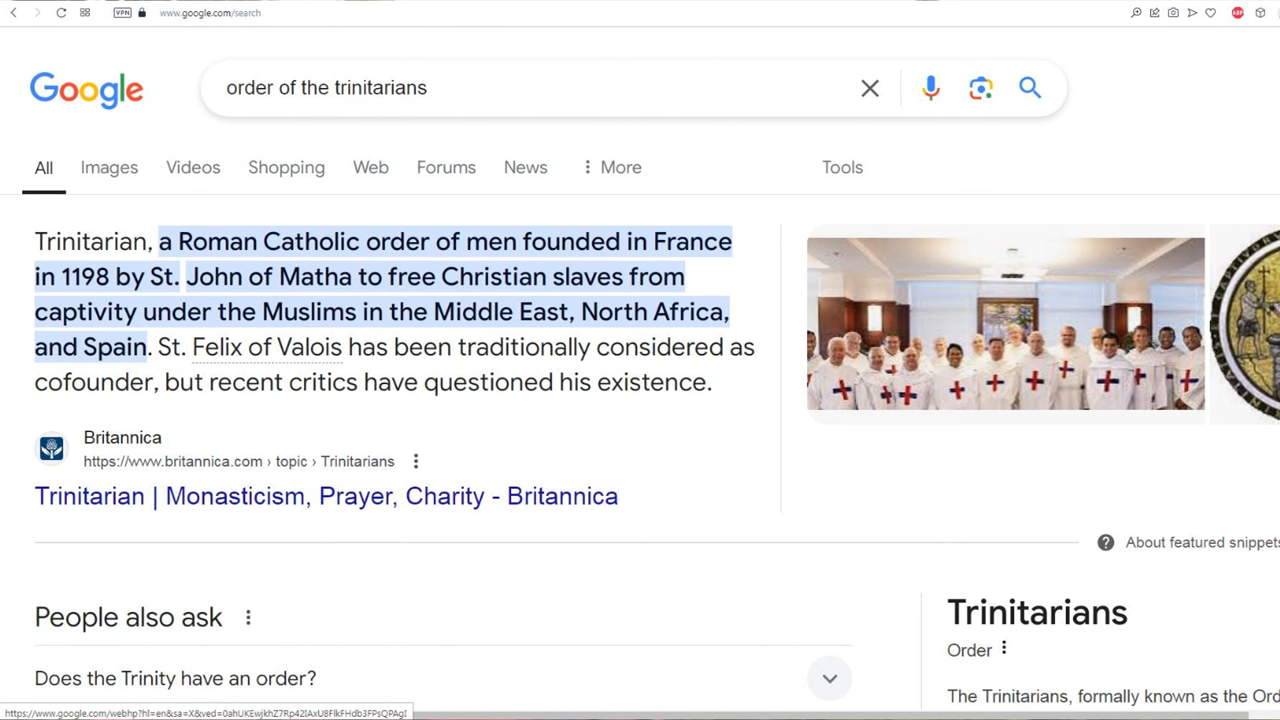 VPN
www.google.com/search
ABP
Google
order of the trinitarians
All Images Videos Shopping Web Forums News More Tools
Trinitarian, a Roman Catholic order of men founded in France
in 1198 by St. John of Matha to free Christian slaves from
captivity under the Muslims in the Middle East, North Africa,
and Spain. St. Felix of Valois has been traditionally considered as
cofounder, but recent critics have questioned his existence.
Britannica
https://www.britannica.com › topic › Trinitarians
Trinitarian | Monasticism, Prayer, Charity - Britannica
About featured snippets
People also ask
Does the Trinity have an order?
Trinitarians
Order
The Trinitarians, formally known as the Ord